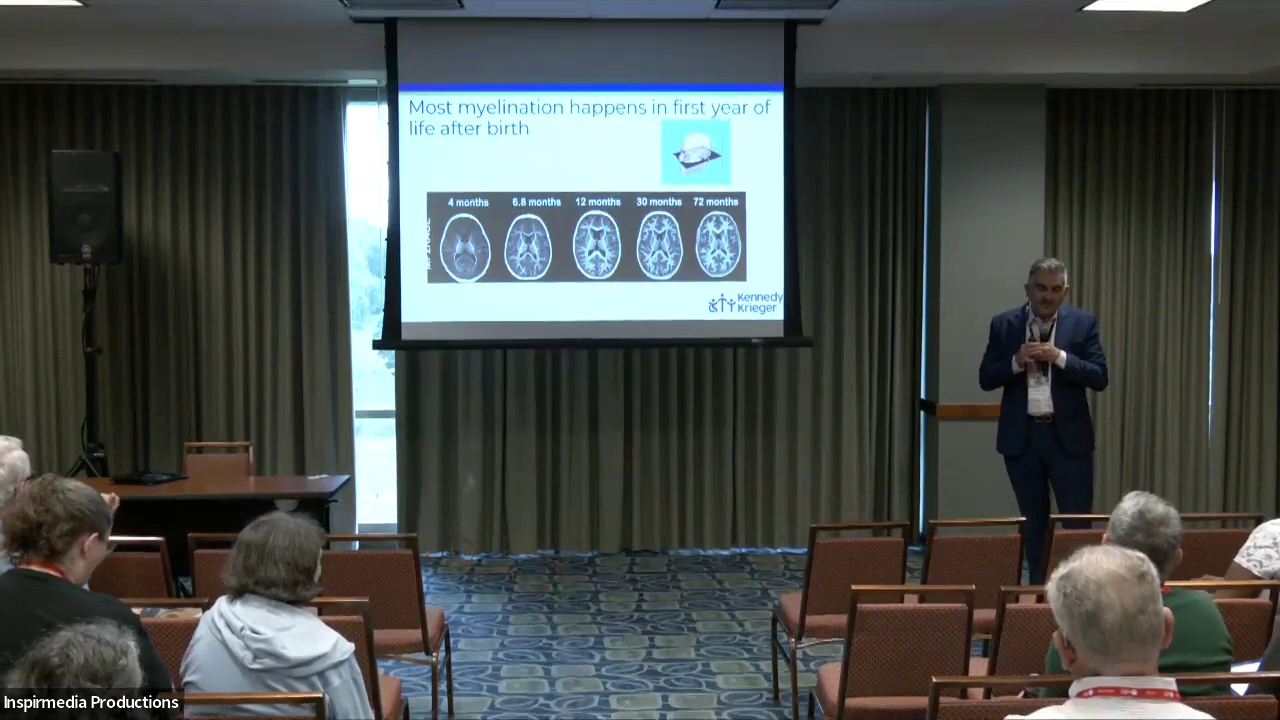 Most myelination happens in first year of
life after birth
4 months 6.8 months 12 months 30 months 72 months
Kennedy
Krieger
Inspirmedia Productions